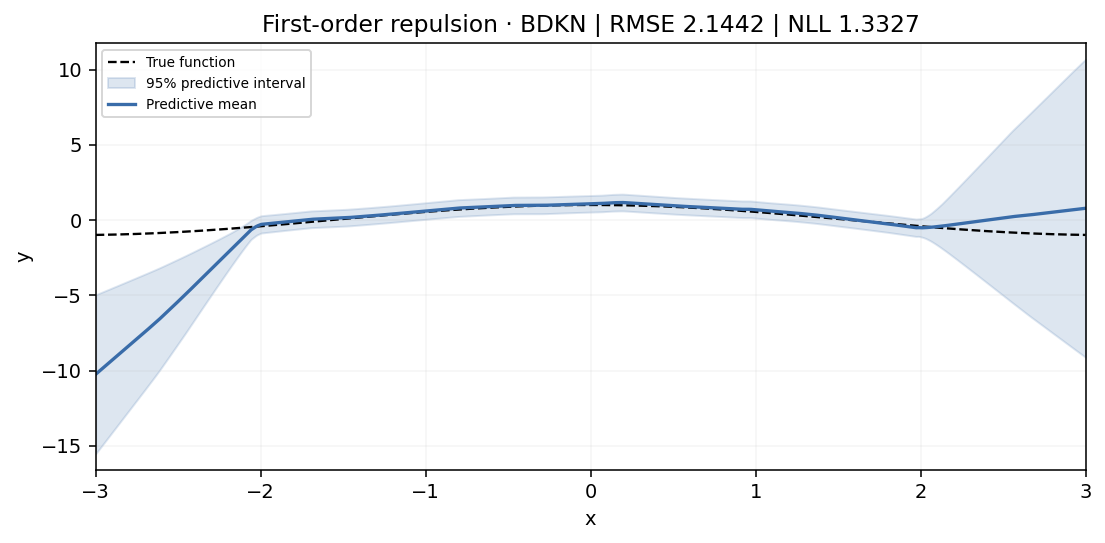 First-order repulsion · BDKN | RMSE 2.1442 | NLL 1.3327
True function
95% predictive interval
Predictive mean
10
5
0
−5
−10
−15
y
−3 −2 −1 0 1 2 3
x